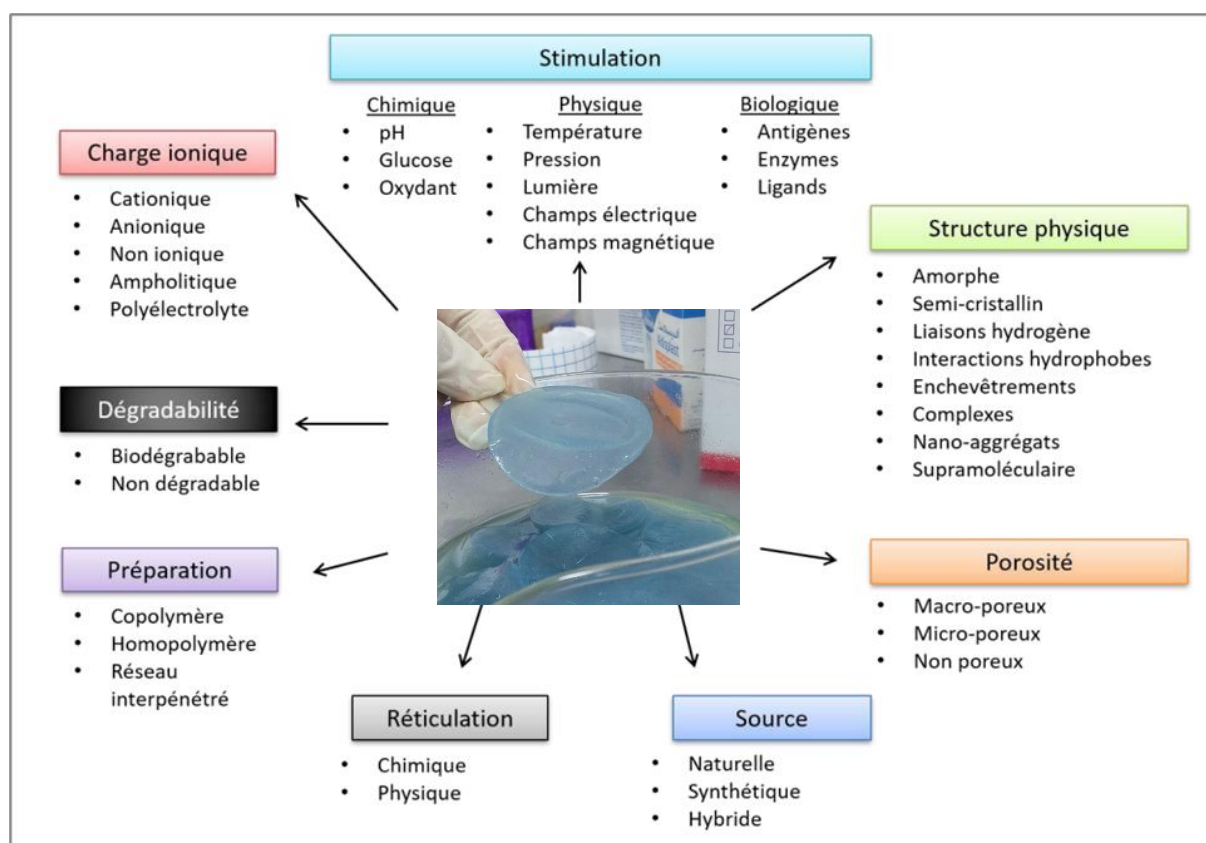 Stimulation
Chimique
• pH
• Glucose
• Oxydant
Physique
• Température
• Pression
• Lumière
• Champs électrique
• Champs magnétique
Biologique
• Antigènes
• Enzymes
• Ligands
Charge ionique
• Cationique
• Anionique
• Non ionique
• Ampholitique
• Polyélectrolyte
Structure physique
• Amorphe
• Semi-cristallin
• Liaisons hydrogène
• Interactions hydrophobes
• Enchevêtrements
• Complexes
• Nano-aggrégats
• Supramoléculaire
Dégradabilité
• Biodégrabable
• Non dégradable
Préparation
• Copolymère
• Homopolymère
• Réseau
interpénétré
Porosité
• Macro-poreux
• Micro-poreux
• Non poreux
Réticulation
• Chimique
• Physique
Source
• Naturelle
• Synthétique
• Hybride